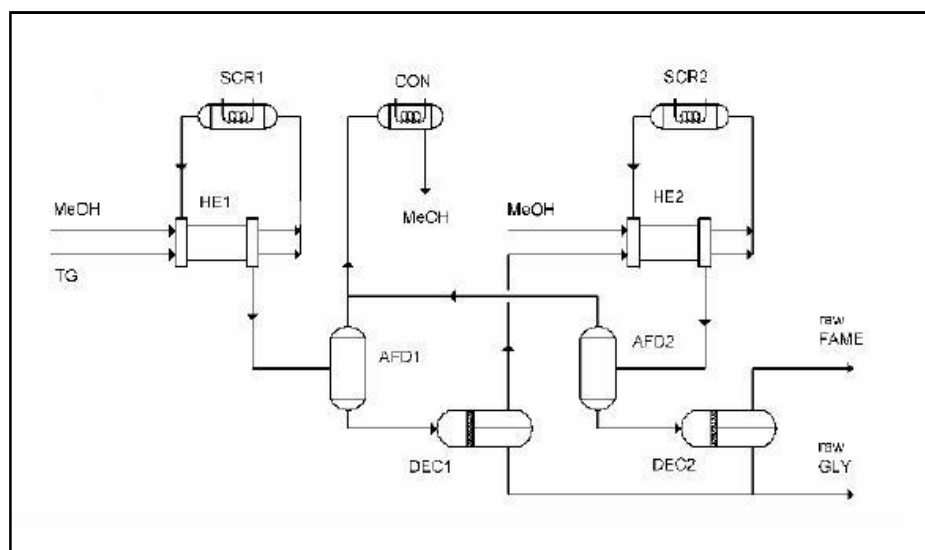 SCR1
CON
SCR2
MeOH
HE1
MeOH
MeOH
HE2
TG
raw
FAME
AFD1
AFD2
raw
GLY
DEC1
DEC2